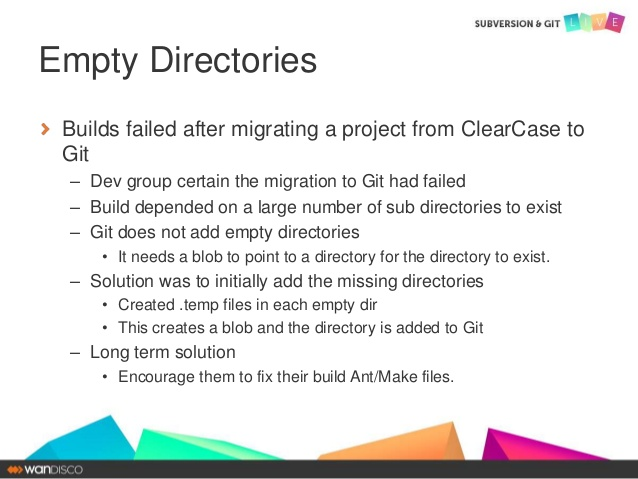 SUBVERSION & GIT LIVE
Empty Directories
Builds failed after migrating a project from ClearCase to
Git
– Dev group certain the migration to Git had failed
– Build depended on a large number of sub directories to exist
– Git does not add empty directories
• It needs a blob to point to a directory for the directory to exist.
– Solution was to initially add the missing directories
• Created .temp files in each empty dir
• This creates a blob and the directory is added to Git
– Long term solution
• Encourage them to fix their build Ant/Make files.
WANDISCO